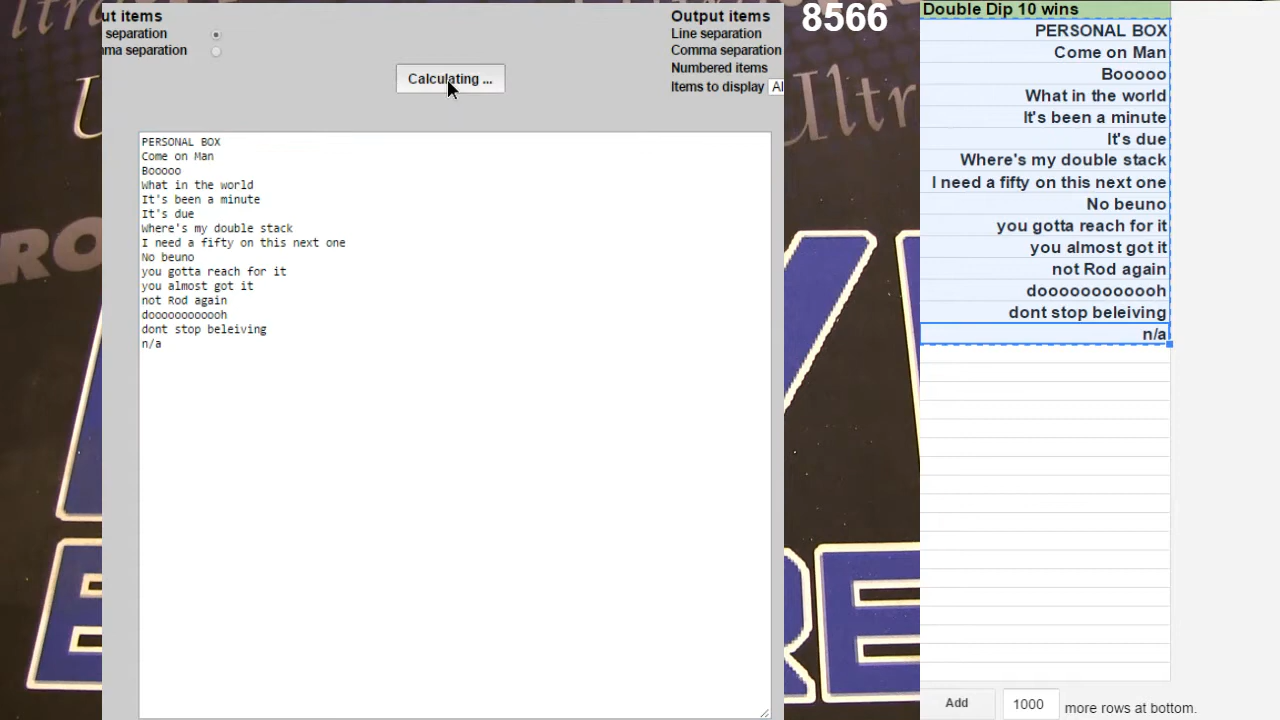 ut items
separation
nma separation
Calculating ...
Output items
Line separation
Comma separation
Numbered items
Items to display Al
8566
Ultr
RO
PERSONAL BOX
Come on Man
Booooo
What in the world
It's been a minute
It's due
Where's my double stack
I need a fifty on this next one
No beuno
you gotta reach for it
you almost got it
not Rod again
doooooooooooh
dont stop beleiving
n/a
Double Dip 10 wins
PERSONAL BOX
Come on Man
Booooo
What in the world
It's been a minute
It's due
Where's my double stack
I need a fifty on this next one
No beuno
you gotta reach for it
you almost got it
not Rod again
doooooooooooh
dont stop beleiving
n/a
Add 1000 more rows at bottom.